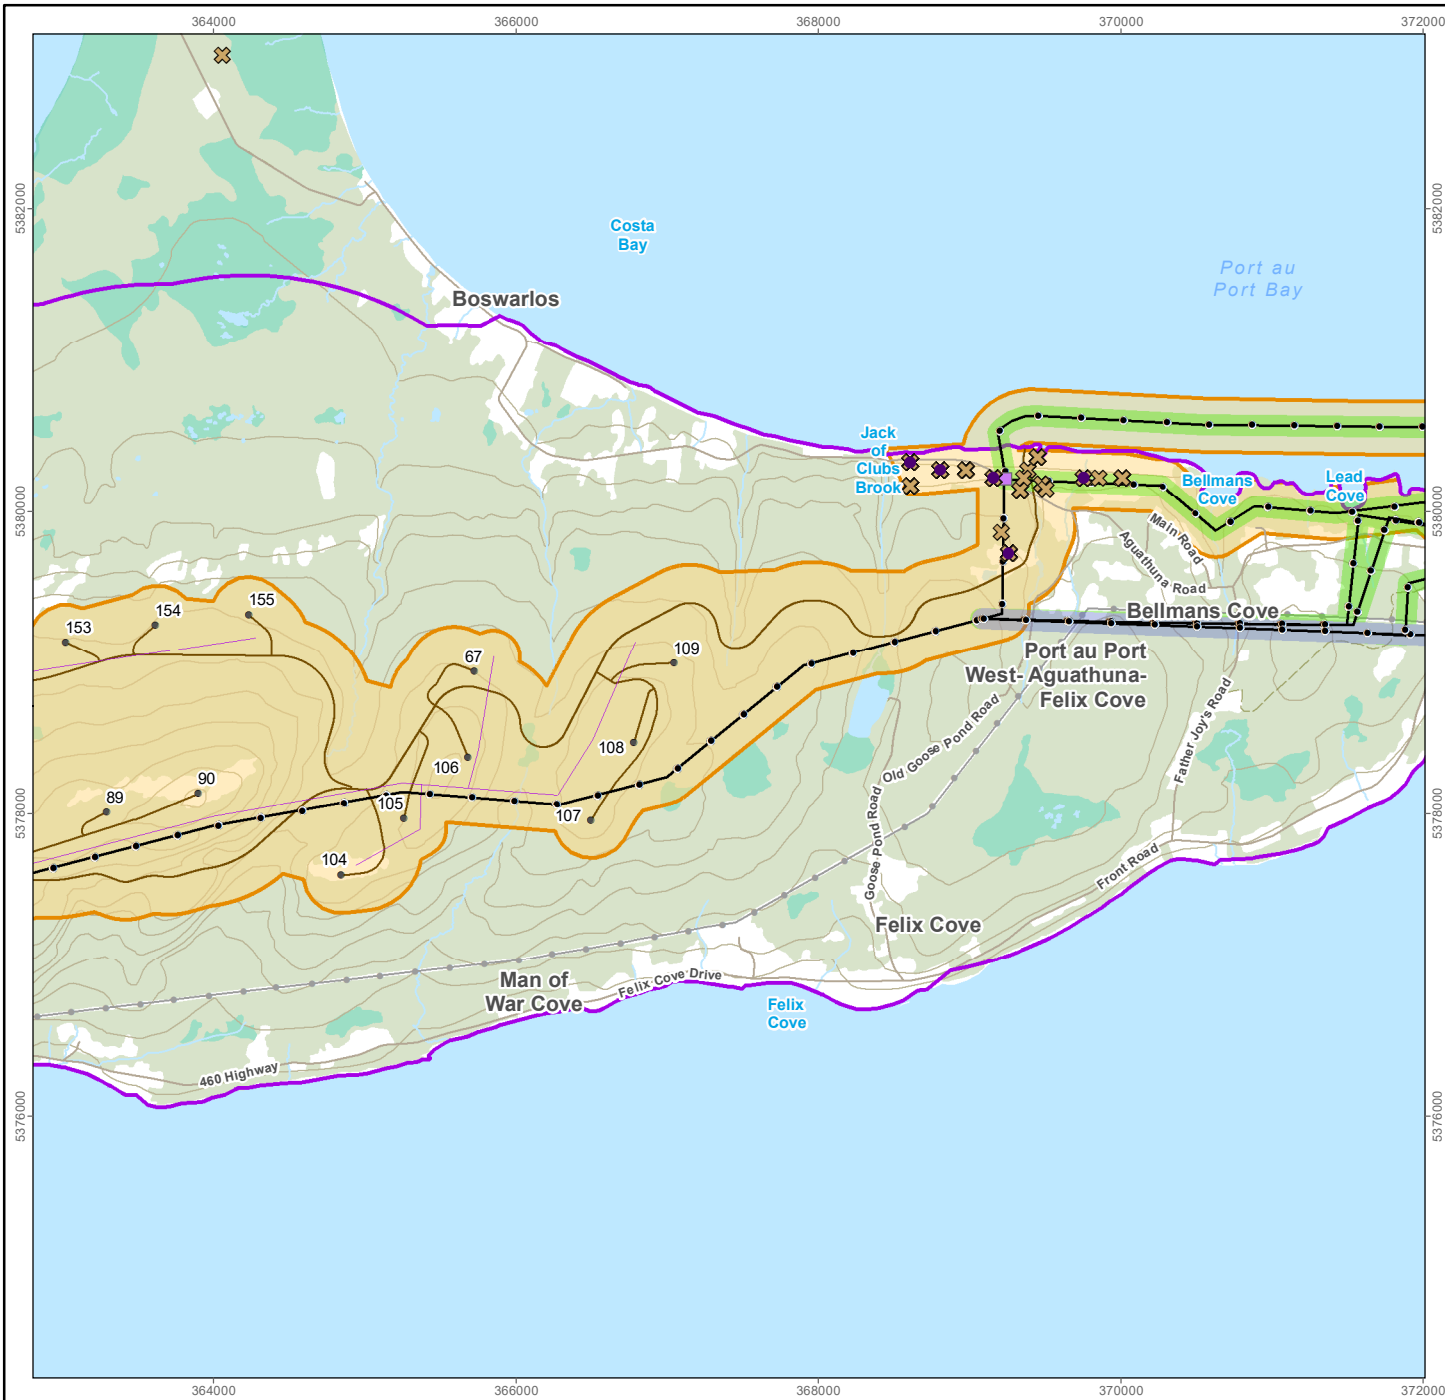 364000
366000
368000
370000
372000
5382000
5382000
Costa
Bay
Port au
Port Bay
Boswarlos
Jack
of
Clubs
Brook
Bellmans
Cove
Lead
Cove
5380000
5380000
Main Road
Aguathuna Road
Bellmans Cove
153
154
155
67
109
Port au Port
West- Aguathuna-
Felix Cove
Old Goose Pond Road
Father Joy's Road
108
106
90
89
105
107
104
5378000
5378000
Goose Pond Road
Front Road
Felix Cove
Man of
War Cove
Felix Cove Drive
Felix
Cove
460 Highway
5376000
5376000
364000
366000
368000
370000
372000